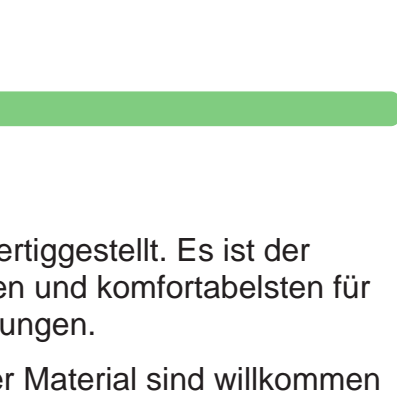 ertiggestellt. Es ist der
en und komfortabelsten für
ungen.
er Material sind willkommen